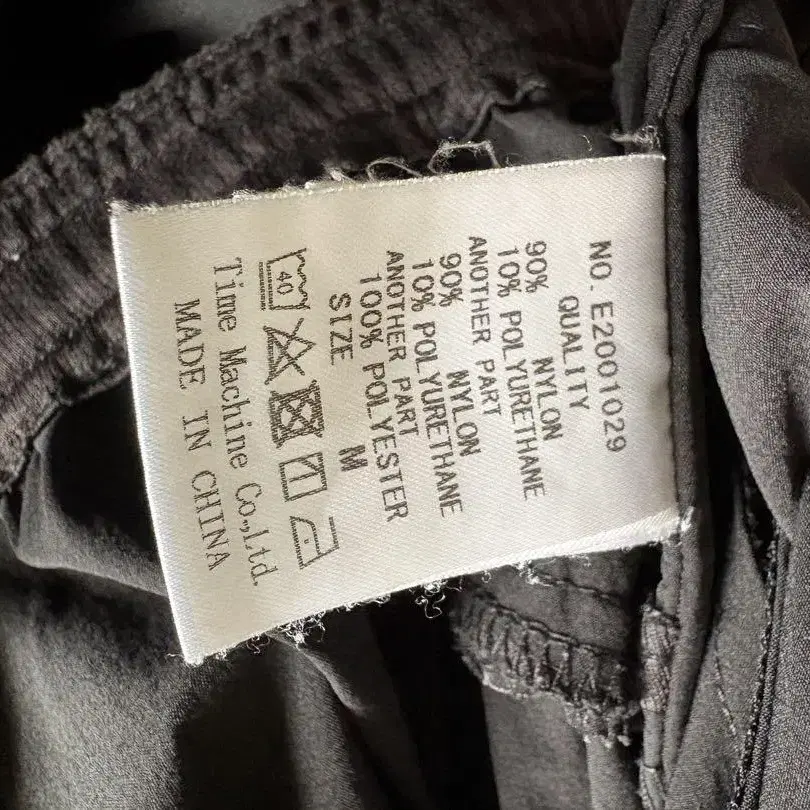 NO. E2001029
QUALITY
90% NYLON
10% POLYURETHANE
ANOTHER PART
90% NYLON
10% POLYURETHANE
ANOTHER PART
100% POLYESTER
SIZE M
40
Time Machine Co.,Ltd.
MADE IN CHINA